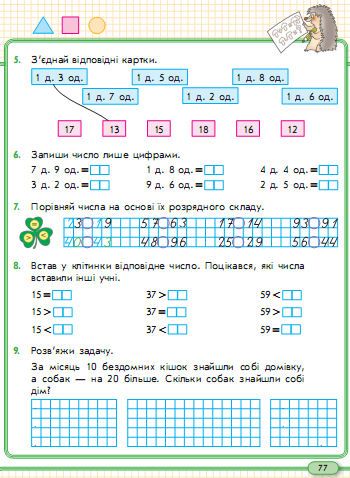 5. З’єднай відповідні картки.
1 д. 3 од. 1 д. 5 од. 1 д. 8 од.
1 д. 7 од. 1 д. 2 од. 1 д. 6 од.
17 13 15 18 16 12
6. Запиши число лише цифрами.
7 д. 9 од.= 1 д. 8 од.= 4 д. 4 од.=
3 д. 2 од.= 9 д. 6 од.= 2 д. 5 од.=
7. Порівняй числа на основі їх розрядного складу.
13 19 57 63 17 14 93 91
40 43 48 96 25 29 56 44
8. Встав у клітинки відповідне число. Поцікався, які числа
вставили інші учні.
15= 37> 59<
15> 37= 59>
15< 37< 59=
9. Розв’яжи задачу.
За місяць 10 бездомних кішок знайшли собі домівку,
а собак — на 20 більше. Скільки собак знайшли собі
дім?
77